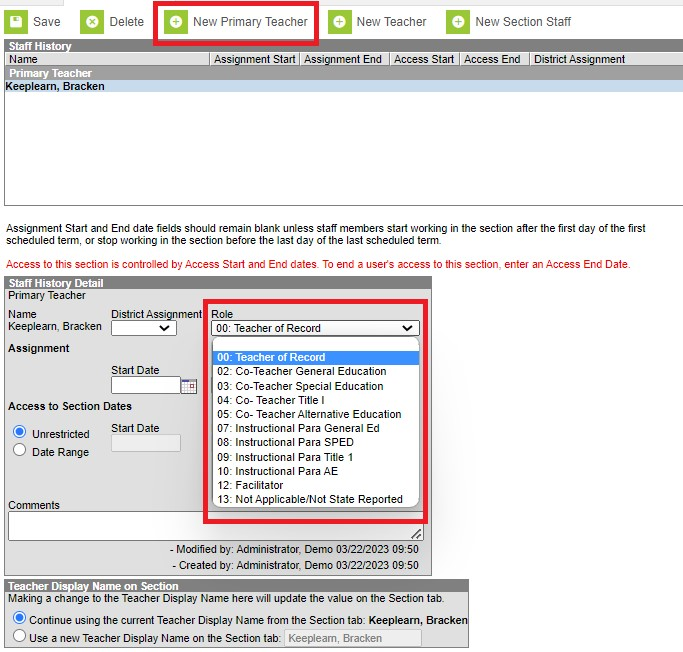 Save Delete New Primary Teacher New Teacher New Section Staff
Staff History
Name Assignment Start Assignment End Access Start Access End District Assignment
Primary Teacher
Keeplearn, Bracken
Assignment Start and End date fields should remain blank unless staff members start working in the section after the first day of the first
scheduled term, or stop working in the section before the last day of the last scheduled term.
Access to this section is controlled by Access Start and End dates. To end a user's access to this section, enter an Access End Date.
Staff History Detail
Primary Teacher
Name District Assignment Role
Keeplearn, Bracken 00: Teacher of Record
Assignment
00: Teacher of Record
Start Date 02: Co-Teacher General Education
03: Co-Teacher Special Education
04: Co- Teacher Title I
Access to Section Dates 05: Co- Teacher Alternative Education
Start Date 07: Instructional Para General Ed
Unrestricted 08: Instructional Para SPED
Date Range 09: Instructional Para Title 1
10: Instructional Para AE
12: Facilitator
13: Not Applicable/Not State Reported
Comments
- Modified by: Administrator, Demo 03/22/2023 09:50
- Created by: Administrator, Demo 03/22/2023 09:50
Teacher Display Name on Section
Making a change to the Teacher Display Name here will update the value on the Section tab.
Continue using the current Teacher Display Name from the Section tab: Keeplearn, Bracken
Use a new Teacher Display Name on the Section tab: Keeplearn, Bracken